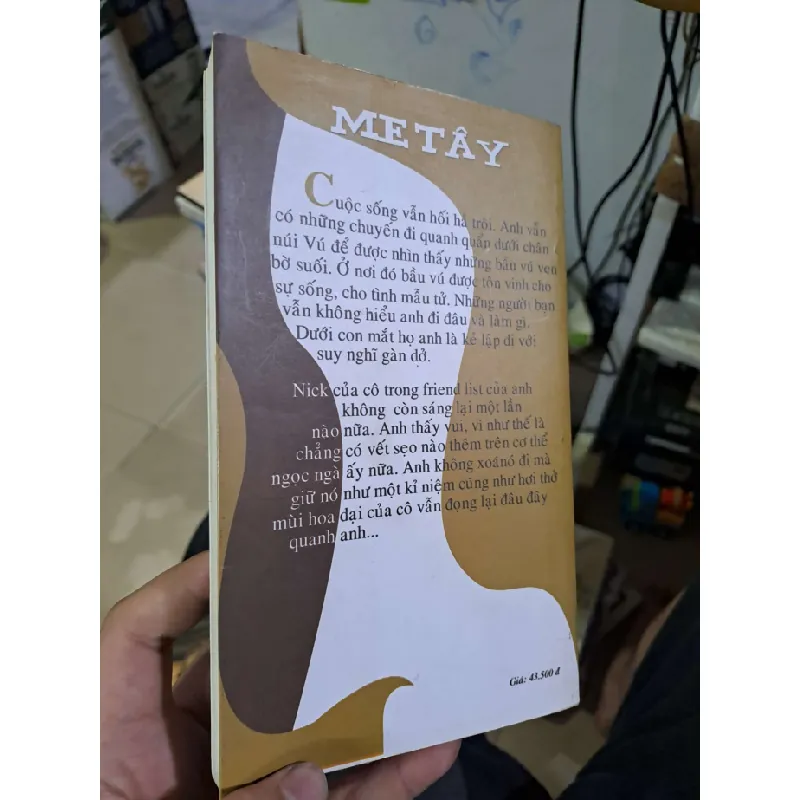 ME TÂY
Cuộc sống vẫn hối hả trôi. Anh vẫn
có những chuyến đi quanh quẩn dưới chân
núi Vú để được nhìn thấy những bầu vú ven
bờ suối. Ở nơi đó bầu vú được tôn vinh cho
sự sống, cho tình mẫu tử. Những người bạn
vẫn không hiểu anh đi đâu và làm gì.
Dưới con mắt họ anh là kẻ lập dị với
suy nghĩ gàn dở.
Nick của cô trong friend list của anh
không còn sáng lại một lần
nào nữa. Anh thấy vui, vì như thế là
chẳng có vết sẹo nào thêm trên cơ thể
ngọc ngà ấy nữa. Anh không xoá nó đi mà
giữ nó như một kỉ niệm cũng như hơi thở
mùi hoa dại của cô vẫn đọng lại đâu đây
quanh anh...
Giá: 43.500 đ